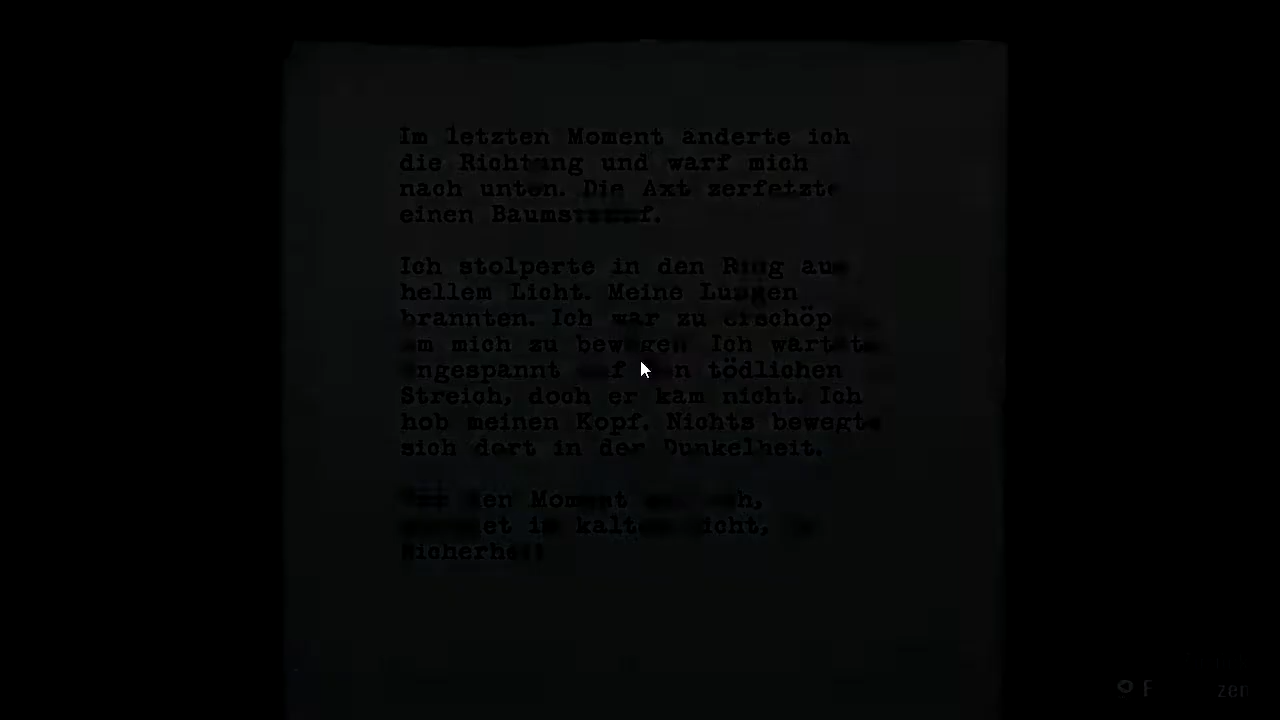 Im letzten Moment änderte ich
die Richtung und warf mich
nach unten. Die Axt zerfetzte
einen
Ich stolperte in den Ring aus
hellem Licht. Meine Lungen
brannten. Ich war zu
um mich zu bewegen. Ich wartete
angespannt auf den tödlichen
Streich, doch er kam nicht. Ich
hob meinen Kopf. Nichts bewegte
sich dort in der Dunkelheit.
den Moment
Sicherheit